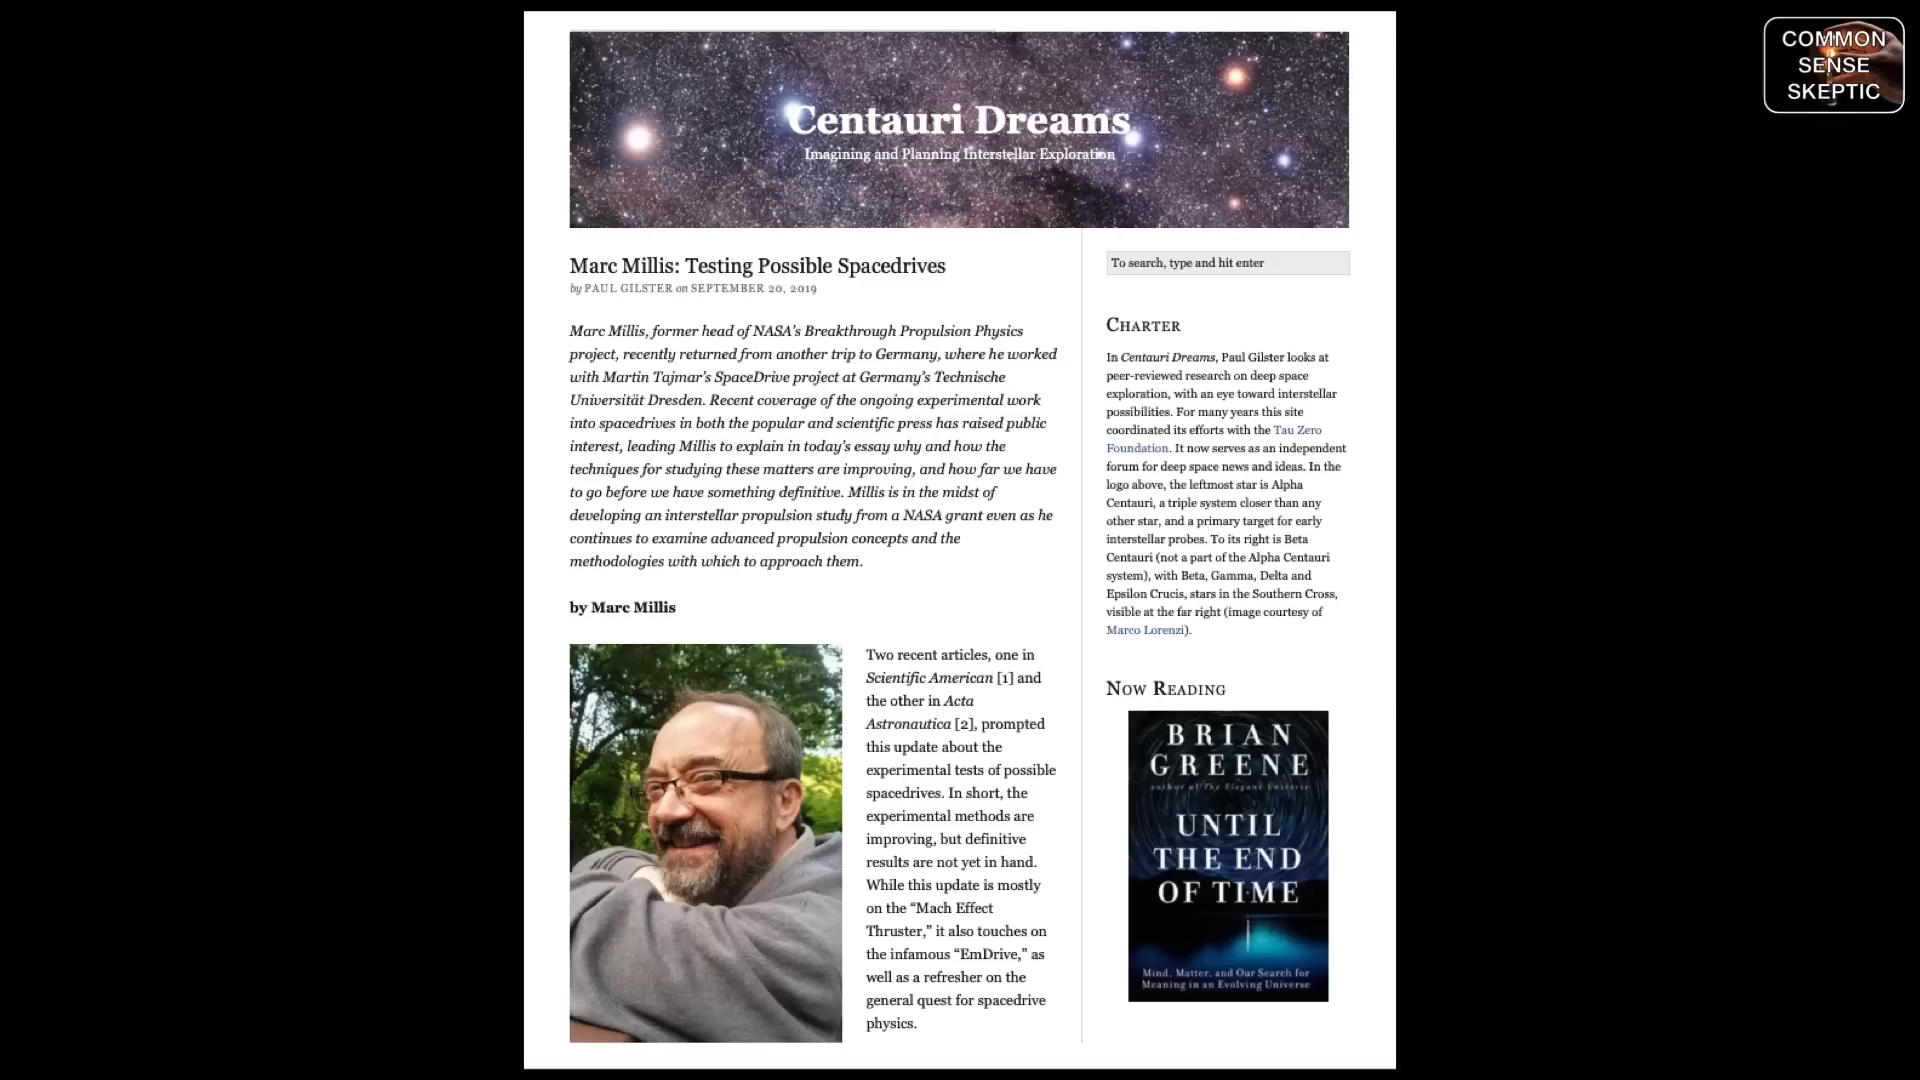 COMMON
SENSE
SKEPTIC
Centauri Dreams
Imagining and Planning Interstellar Exploration
Marc Millis: Testing Possible Spacedrives
by PAUL GILSTER on SEPTEMBER 20, 2019
Marc Millis, former head of NASA's Breakthrough Propulsion Physics
project, recently returned from another trip to Germany, where he worked
with Martin Tajmar's SpaceDrive project at Germany's Technische
Universität Dresden. Recent coverage of the ongoing experimental work
into spacedrives in both the popular and scientific press has raised public
interest, leading Millis to explain in today's essay why and how the
techniques for studying these matters are improving, and how far we have
to go before we have something definitive. Millis is in the midst of
developing an interstellar propulsion study from a NASA grant even as he
continues to examine advanced propulsion concepts and the
methodologies with which to approach them.
by Marc Millis
Two recent articles, one in
Scientific American [1] and
the other in Acta
Astronautica [2], prompted
this update about the
experimental tests of possible
spacedrives. In short, the
experimental methods are
improving, but definitive
results are not yet in hand.
While this update is mostly
on the “Mach Effect
Thruster,” it also touches on
the infamous “EmDrive,” as
well as a refresher on the
general quest for spacedrive
physics.
To search, type and hit enter
CHARTER
In Centauri Dreams, Paul Gilster looks at
peer-reviewed research on deep space
exploration, with an eye toward interstellar
possibilities. For many years this site
coordinated its efforts with the Tau Zero
Foundation. It now serves as an independent
forum for deep space news and ideas. In the
logo above, the leftmost star is Alpha
Centauri, a triple system closer than any
other star, and a primary target for early
interstellar probes. To its right is Beta
Centauri (not a part of the Alpha Centauri
system), with Beta, Gamma, Delta and
Epsilon Crucis, stars in the Southern Cross,
visible at the far right (image courtesy of
Marco Lorenzi).
NOW READING
BRIAN
GREENE
author of The Elegant Universe
UNTIL
THE END
OF TIME
Mind, Matter, and Our Search for
Meaning in an Evolving Universe